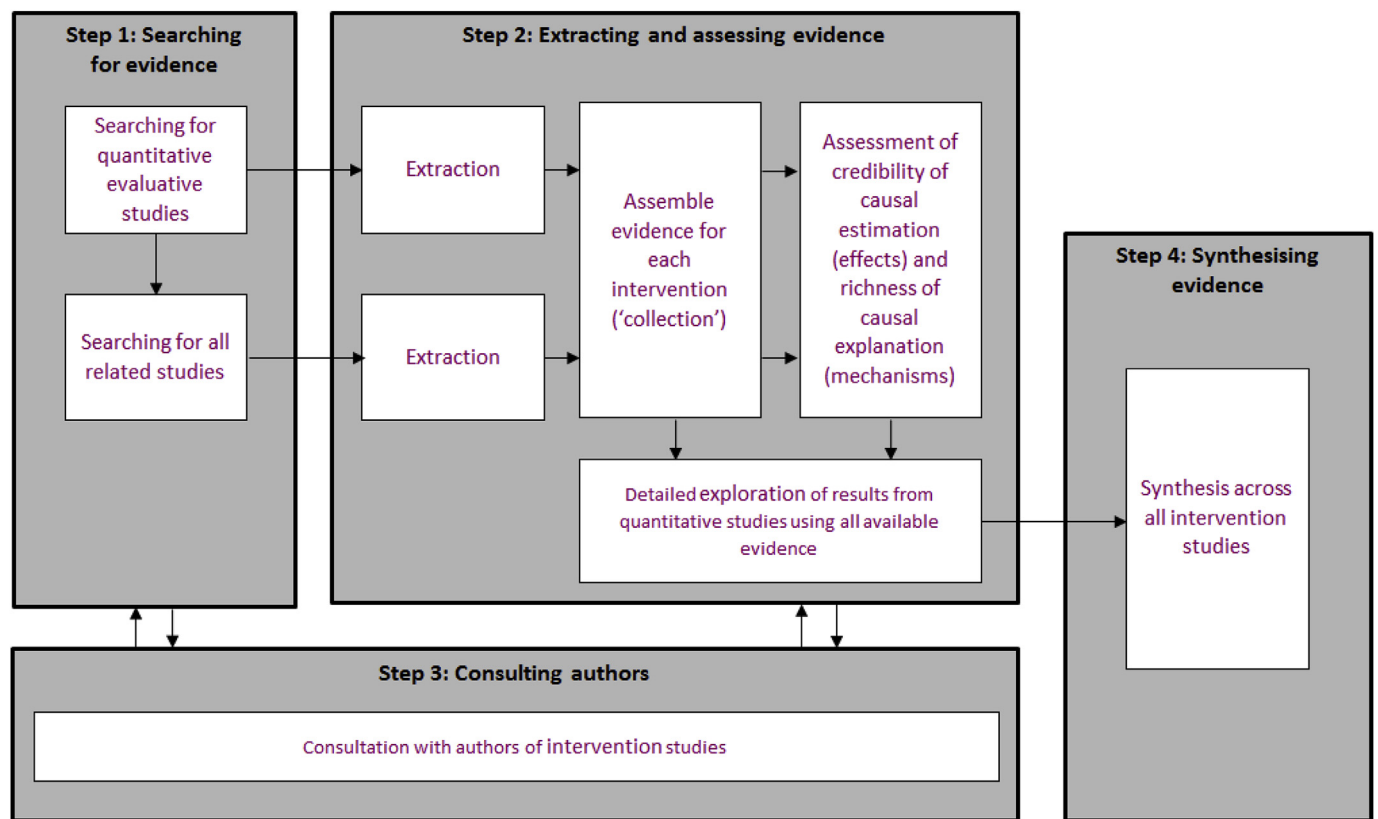 Step 1: Searching
for evidence
Searching for
quantitative
evaluative
studies
Searching for all
related studies
Step 2: Extracting and assessing evidence
Extraction
Extraction
Assemble
evidence for
each
intervention
(‘collection’)
Assessment of
credibility of
causal
estimation
(effects) and
richness of
causal
explanation
(mechanisms)
Detailed exploration of results from
quantitative studies using all available
evidence
Step 3: Consulting authors
Consultation with authors of intervention studies
Step 4: Synthesising
evidence
Synthesis across
all intervention
studies